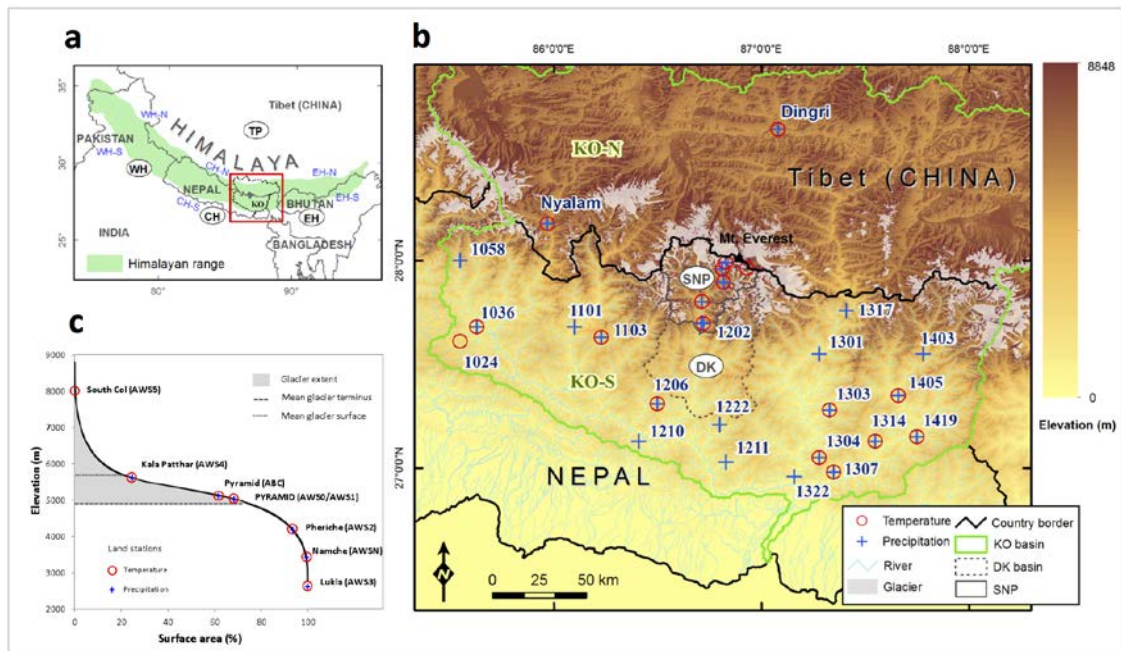 a
35°
30°
25°
80°
90°
Tibet (CHINA)
HIMALAYA
PAKISTAN
WH-N
WH-S
WH
TP
CH-N
NEPAL
CH-S
CH
KO
EH-N
BHUTAN
EH-S
EH
BANGLADESH
INDIA
Himalayan range
b
86°0'0"E
87°0'0"E
88°0'0"E
28°0'0"N
27°0'0"N
Dingri
KO-N
Tibet (CHINA)
Nyalam
Mt. Everest
1058
SNP
1036
1101
1103
1202
1317
1024
1301
1403
KO-S
DK
1206
1303
1405
1222
1314
1419
1210
1211
1304
1307
1322
NEPAL
N
0 25 50 km
8848
0
Elevation (m)
Temperature
Precipitation
River
Glacier
Country border
KO basin
DK basin
SNP
c
9000
8000
7000
6000
5000
4000
3000
2000
Elevation (m)
South Col (AWS5)
Glacier extent
Mean glacier terminus
Mean glacier surface
Kala Patthar (AWS4)
Pyramid (ABC)
PYRAMID (AWS0/AWS1)
Pheriche (AWS2)
Namche (AWSN)
Lukla (AWS3)
Land stations
Temperature
Precipitation
0 20 40 60 80 100
Surface area (%)